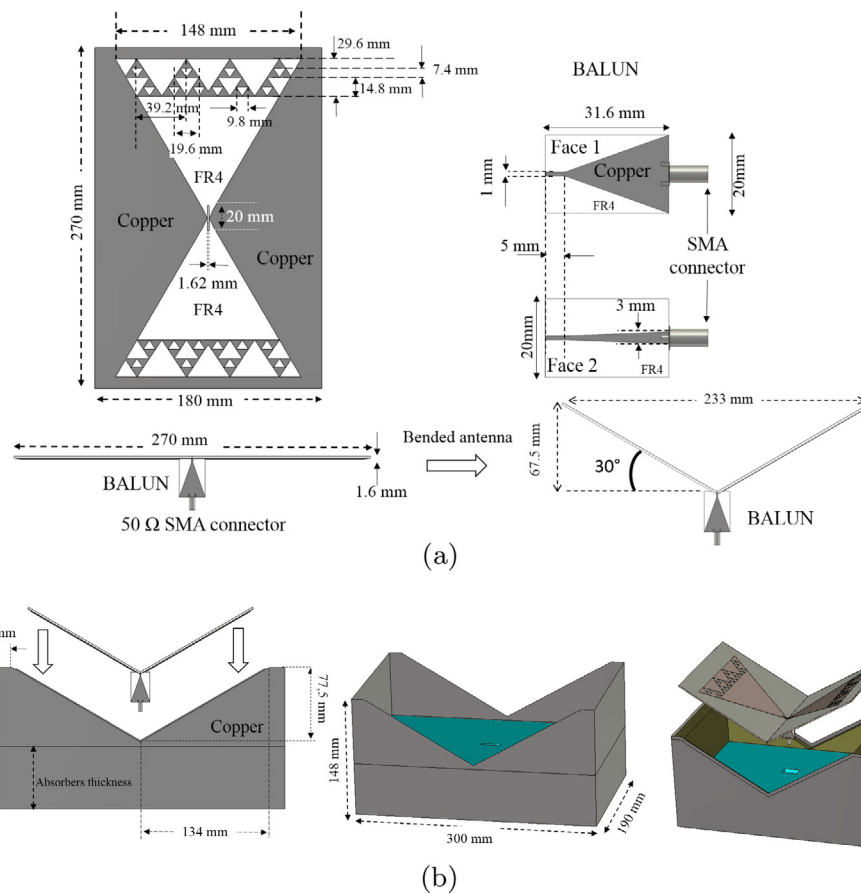 148 mm
29.6 mm
7.4 mm
14.8 mm
39.2 mm
9.8 mm
19.6 mm
FR4
270 mm
Copper
20 mm
Copper
1.62 mm
FR4
180 mm
BALUN
31.6 mm
Face 1
Copper
1 mm
FR4
20mm
5 mm
SMA
connector
3 mm
20mm
Face 2
FR4
270 mm
BALUN
1.6 mm
50 Ω SMA connector
Bended antenna
233 mm
67.5 mm
30°
BALUN
(a)
mm
77.5 mm
Copper
Absorbers thickness
134 mm
148 mm
300 mm
190 mm
(b)